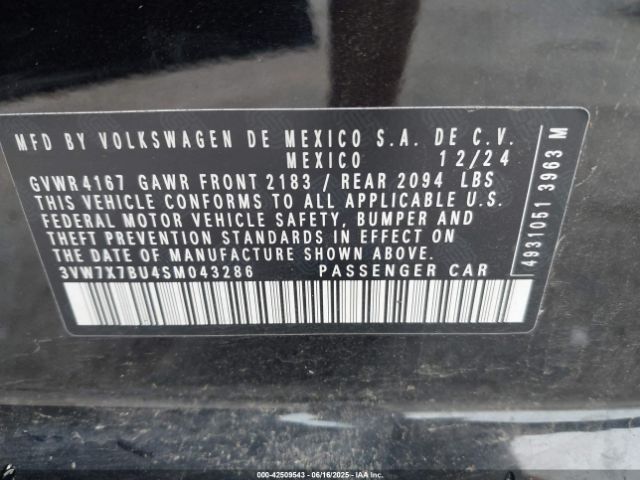 MFD BY VOLKSWAGEN DE MEXICO S.A. DE C.V.
MEXICO 12/24
GVWR 4167 GAWR FRONT 2183 / REAR 2094 LBS
THIS VEHICLE CONFORMS TO ALL APPLICABLE U.S.
FEDERAL MOTOR VEHICLE SAFETY, BUMPER AND
THEFT PREVENTION STANDARDS IN EFFECT ON
THE DATE OF MANUFACTURE SHOWN ABOVE.
3VW7X7BU4SM043286 PASSENGER CAR
4931051 3963 M
000-42509543 - 06/16/2025 - IAA Inc.